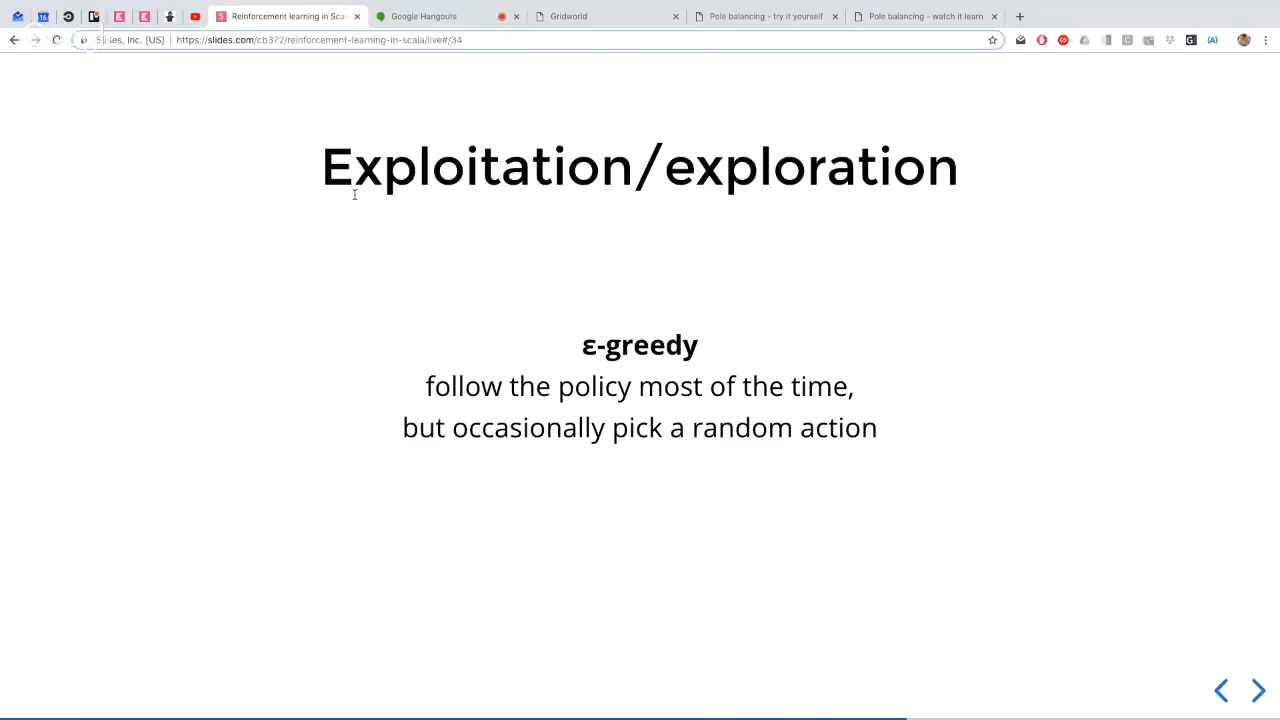 Reinforcement learning in Scal
Google Hangouts
Gridworld
Pole balancing - try it yourself
Pole balancing - watch it learn
Inc. [US]
https://slides.com/cb372/reinforcement-learning-in-scala/live#/34
Exploitation/exploration
ε-greedy
follow the policy most of the time,
but occasionally pick a random action